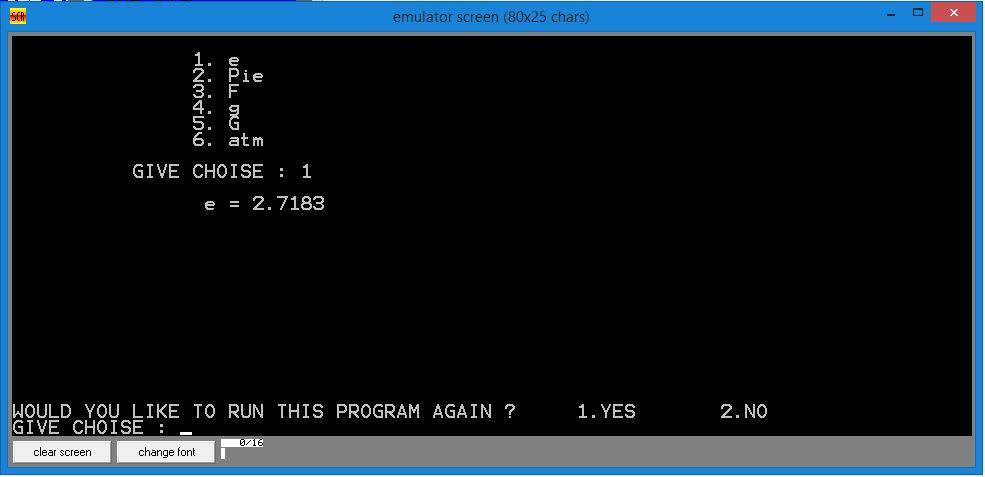 SCR
emulator screen (80x25 chars)
1. e
2. Pie
3. F
4. g
5. G
6. atm
GIVE CHOISE : 1
e = 2.7183
WOULD YOU LIKE TO RUN THIS PROGRAM AGAIN ? 1.YES 2.NO
GIVE CHOISE : _
clear screen change font 0/16